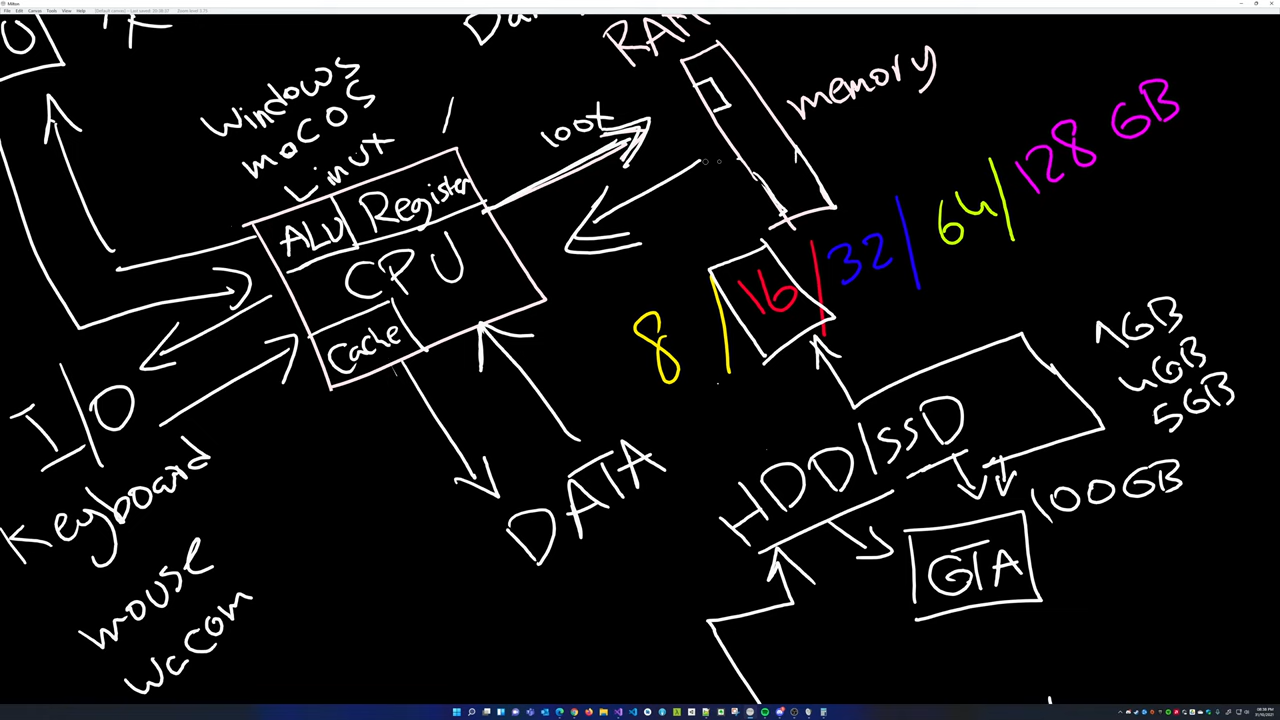 RAM
memory
Windows
macOS
Linux
100x
ALU
Register
CPU
Cache
I/O
Keyboard
mouse
Wacom
DATA
8 / 16 / 32 / 64 / 128 GB
HDD/SSD
1GB
4GB
5GB
100GB
GTA